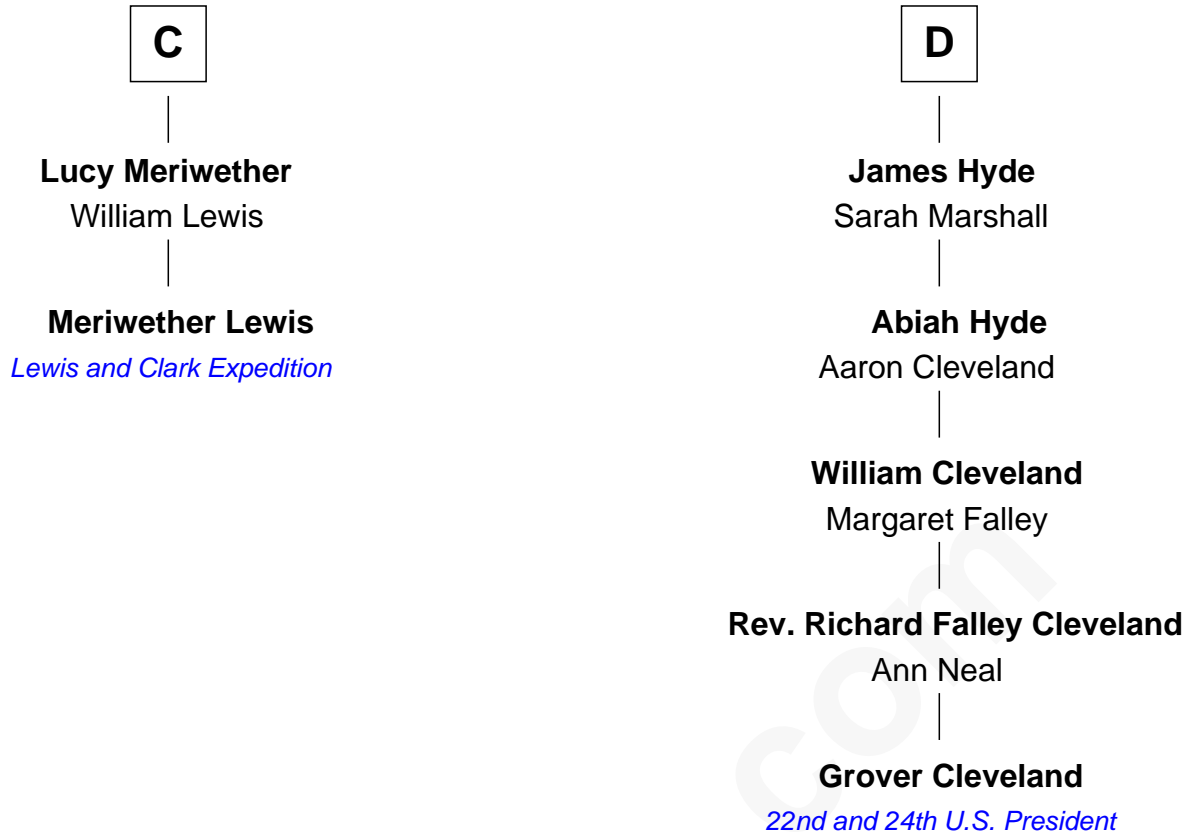 C
Lucy Meriwether
William Lewis
Meriwether Lewis
Lewis and Clark Expedition
D
James Hyde
Sarah Marshall
Abiah Hyde
Aaron Cleveland
William Cleveland
Margaret Falley
Rev. Richard Falley Cleveland
Ann Neal
Grover Cleveland
22nd and 24th U.S. President
com